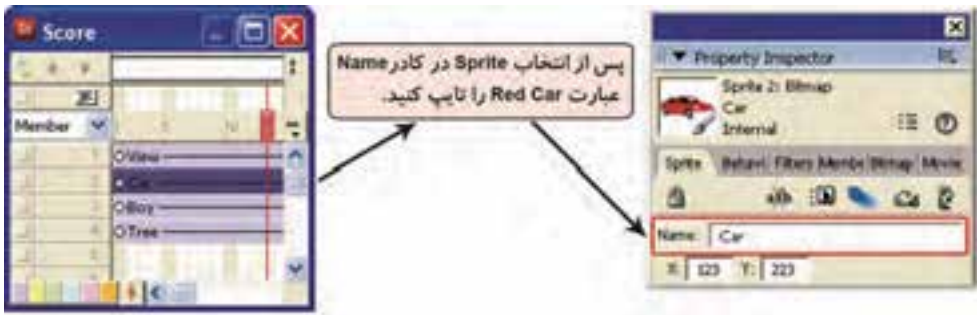 Score
Member
View
Car
Boy
Tree
پس از انتخاب Sprite در کادر Name
عبارت Red Car را تایپ کنید.
Property Inspector
Sprite 2: Bitmap
Car
Internal
Sprite Behavi Filters Membe Bitmap Movie
Name: Car
X: 123 Y: 223